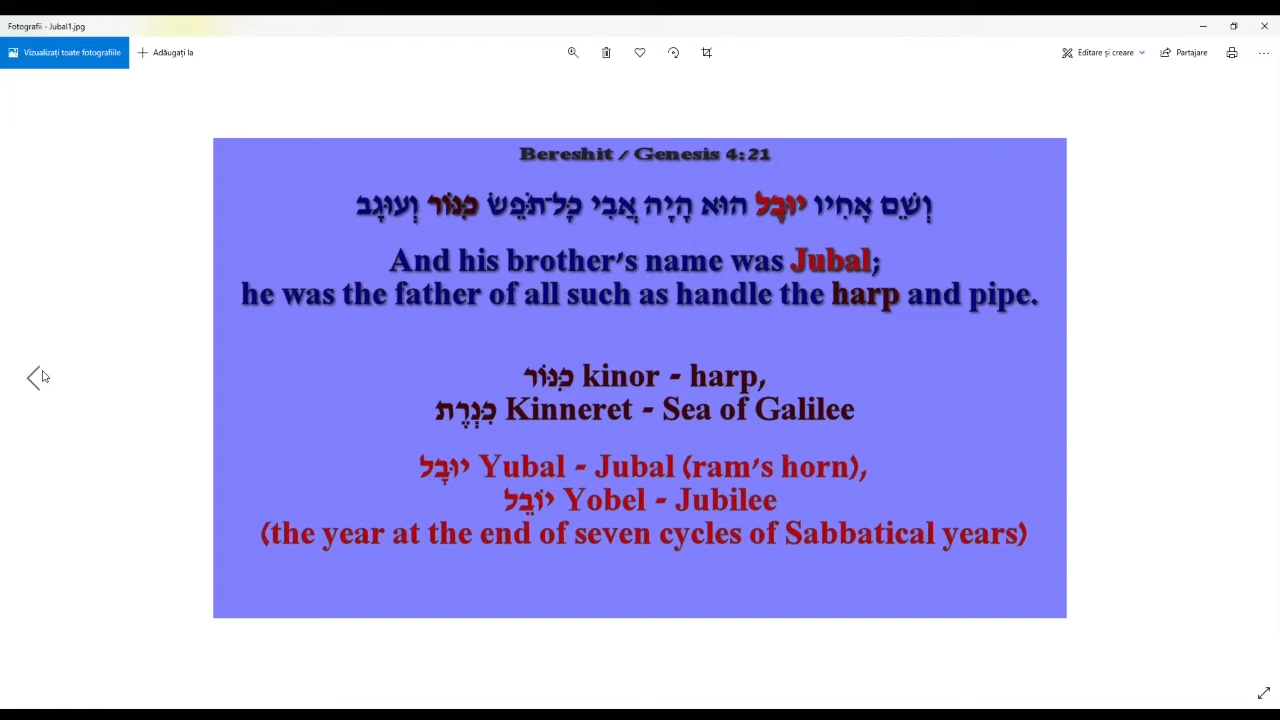 Fotografii - Jubal1.jpg
Vizualizați toate fotografiile
Adăugați la
Editare și creare
Partajare
Bereshit / Genesis 4:21
וְשֵׁם אָחִיו יוּבָל הוּא הָיָה אֲבִי כָּל־תֹּפֵשׂ כִּנּוֹר וְעוּגָב
And his brother's name was Jubal;
he was the father of all such as handle the harp and pipe.
כִּנּוֹר kinor - harp,
כִּנְרֶת Kinneret - Sea of Galilee
יוּבָל Yubal - Jubal (ram's horn),
יוֹבֵל Yobel - Jubilee
(the year at the end of seven cycles of Sabbatical years)